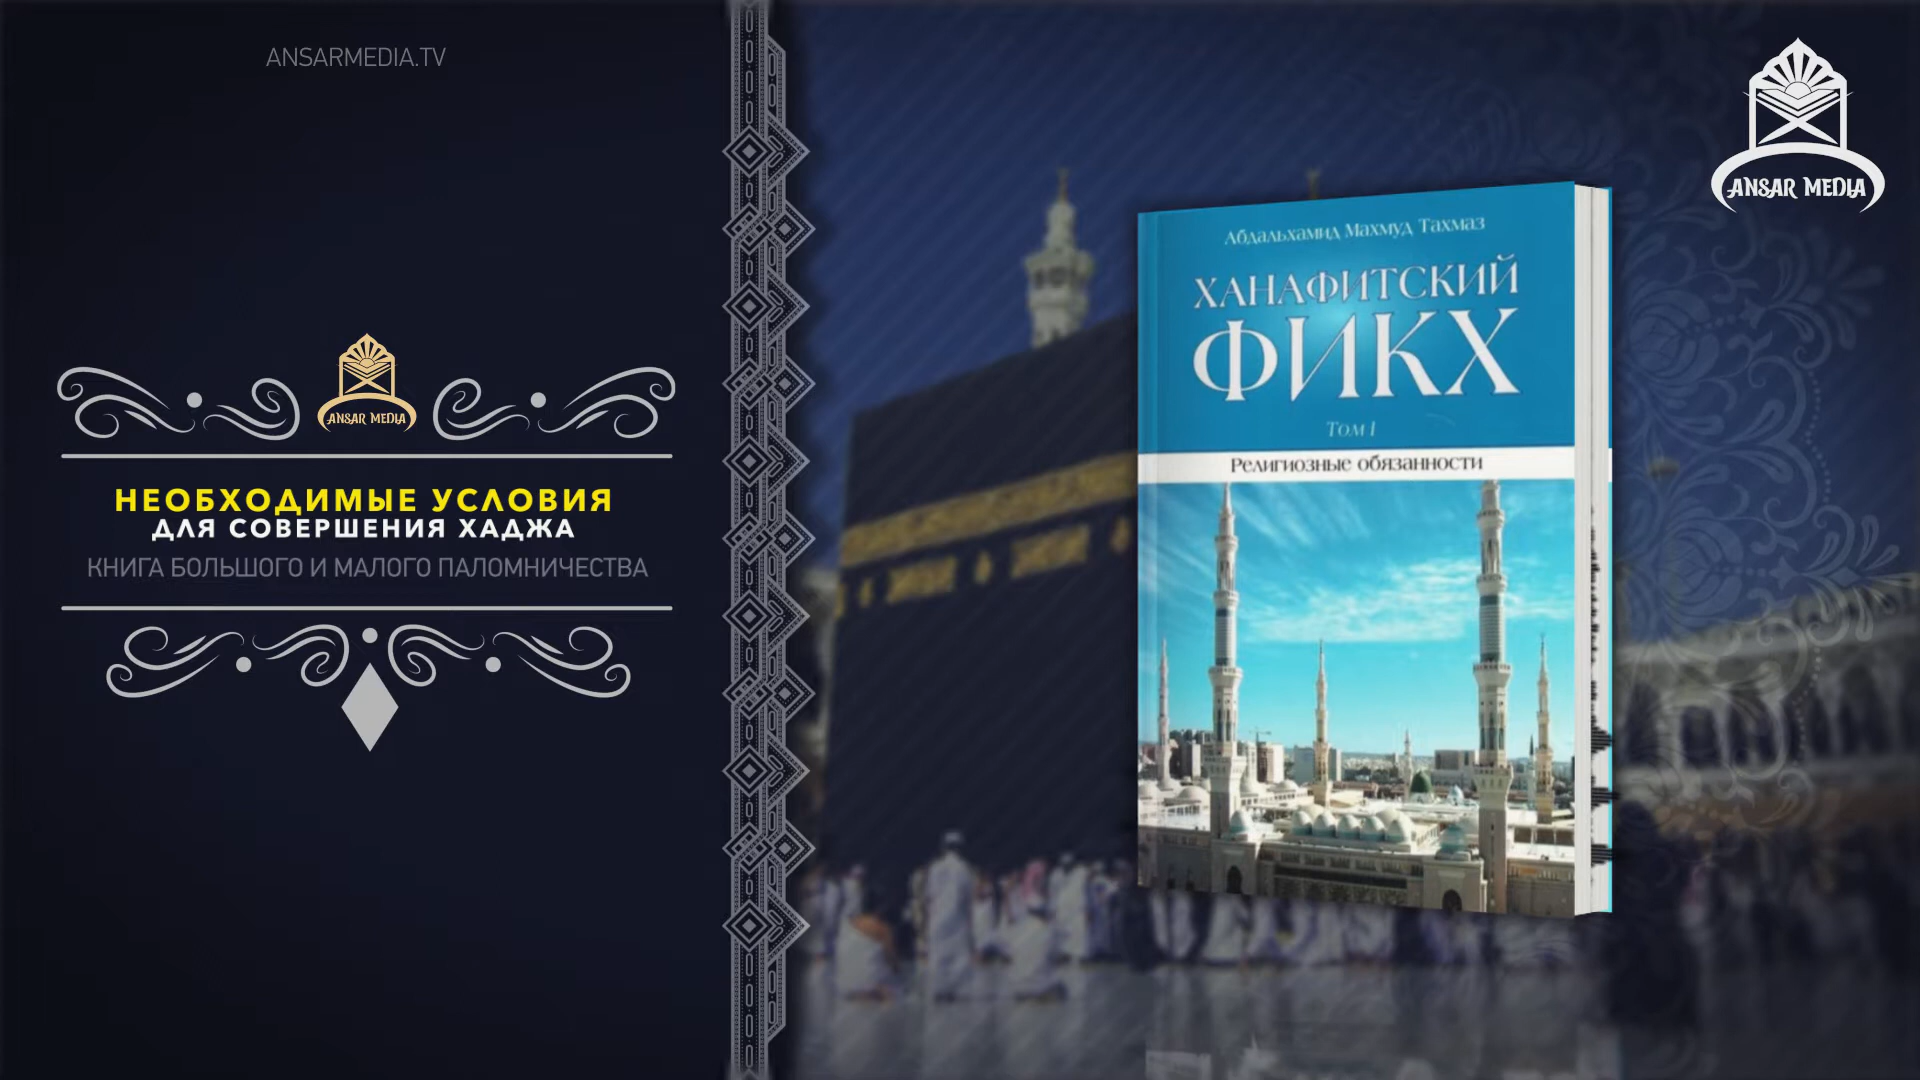 ANSARMEDIA.TV
ANSAR MEDIA
НЕОБХОДИМЫЕ УСЛОВИЯ
ДЛЯ СОВЕРШЕНИЯ ХАДЖА
КНИГА БОЛЬШОГО И МАЛОГО ПАЛОМНИЧЕСТВА
ANSAR MEDIA
Абдальхамид Махмуд Тахмаз
ХАНАФИТСКИЙ
ФИКХ
Том I
Религиозные обязанности